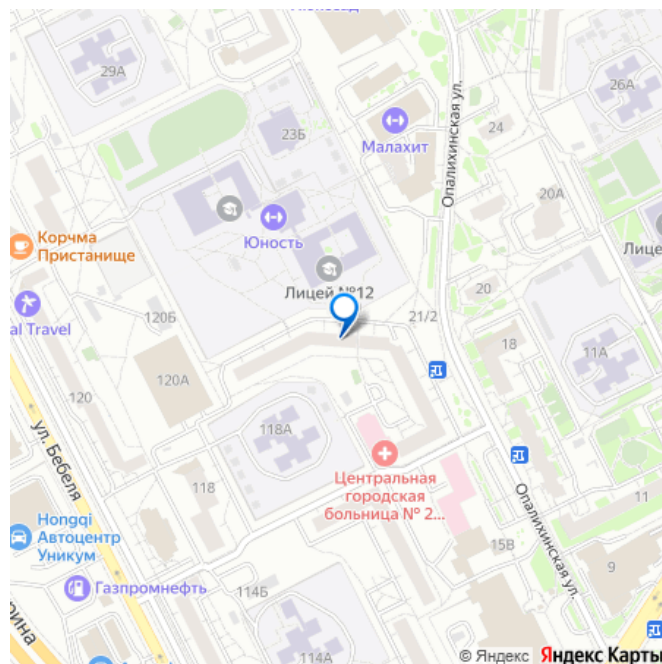 29А
26А
23Б
Малахит
24
Опалихинская ул.
20А
Юность
Корчма
Пристанище
Лицей №12
20
21/2
120Б
al Travel
18
11А
120
120А
118А
ул. Бебеля
Центральная
городская
больница № 2...
118
11
Hongqi
Автоцентр
Уникум
Опалихинская ул.
15В
9
Газпромнефть
114Б
114А
© Яндекс Яндекс Карты